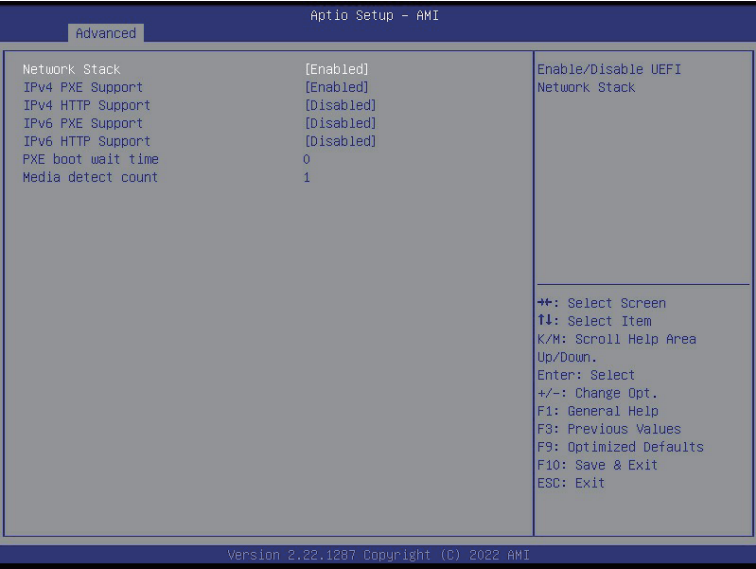 Aptio Setup – AMI
Advanced
Network Stack [Enabled]
IPv4 PXE Support [Enabled]
IPv4 HTTP Support [Disabled]
IPv6 PXE Support [Disabled]
IPv6 HTTP Support [Disabled]
PXE boot wait time 0
Media detect count 1
Enable/Disable UEFI
Network Stack
→←: Select Screen
↑↓: Select Item
K/M: Scroll Help Area
Up/Down.
Enter: Select
+/-: Change Opt.
F1: General Help
F3: Previous Values
F9: Optimized Defaults
F10: Save & Exit
ESC: Exit
Version 2.22.1287 Copyright (C) 2022 AMI